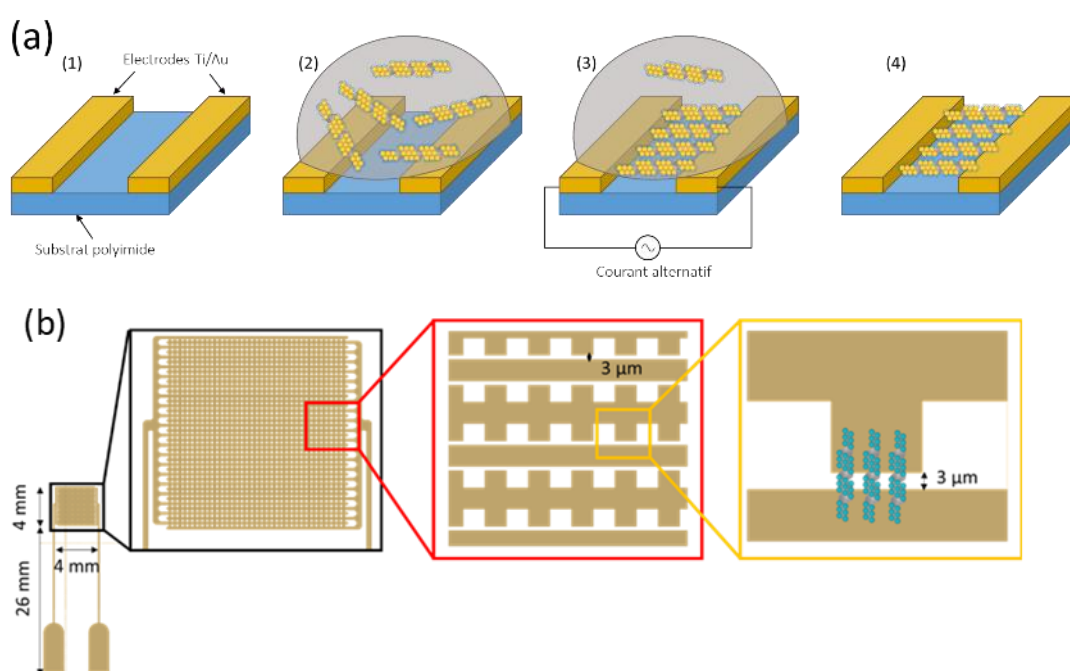 (a)
Electrodes Ti/Au
(1)
(2)
(3)
(4)
Substrat polyimide
Courant alternatif
(b)
3 µm
3 µm
4 mm
4 mm
26 mm